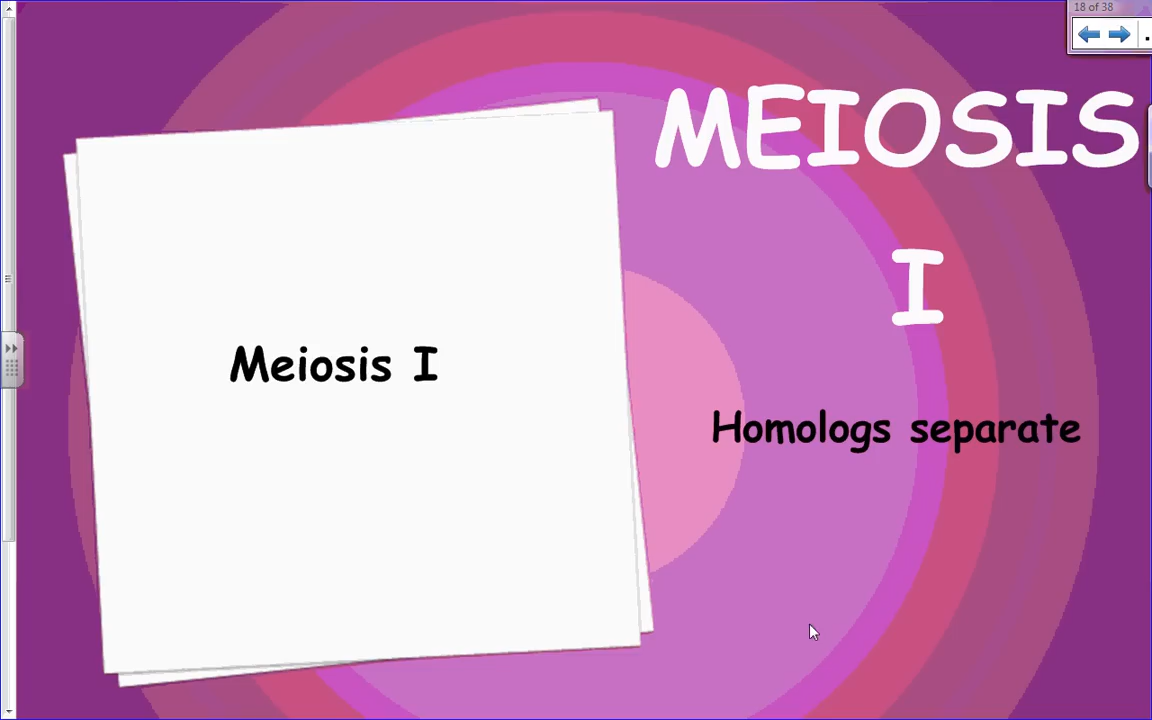 18 of 38
MEIOSIS
I
Meiosis I
Homologs separate